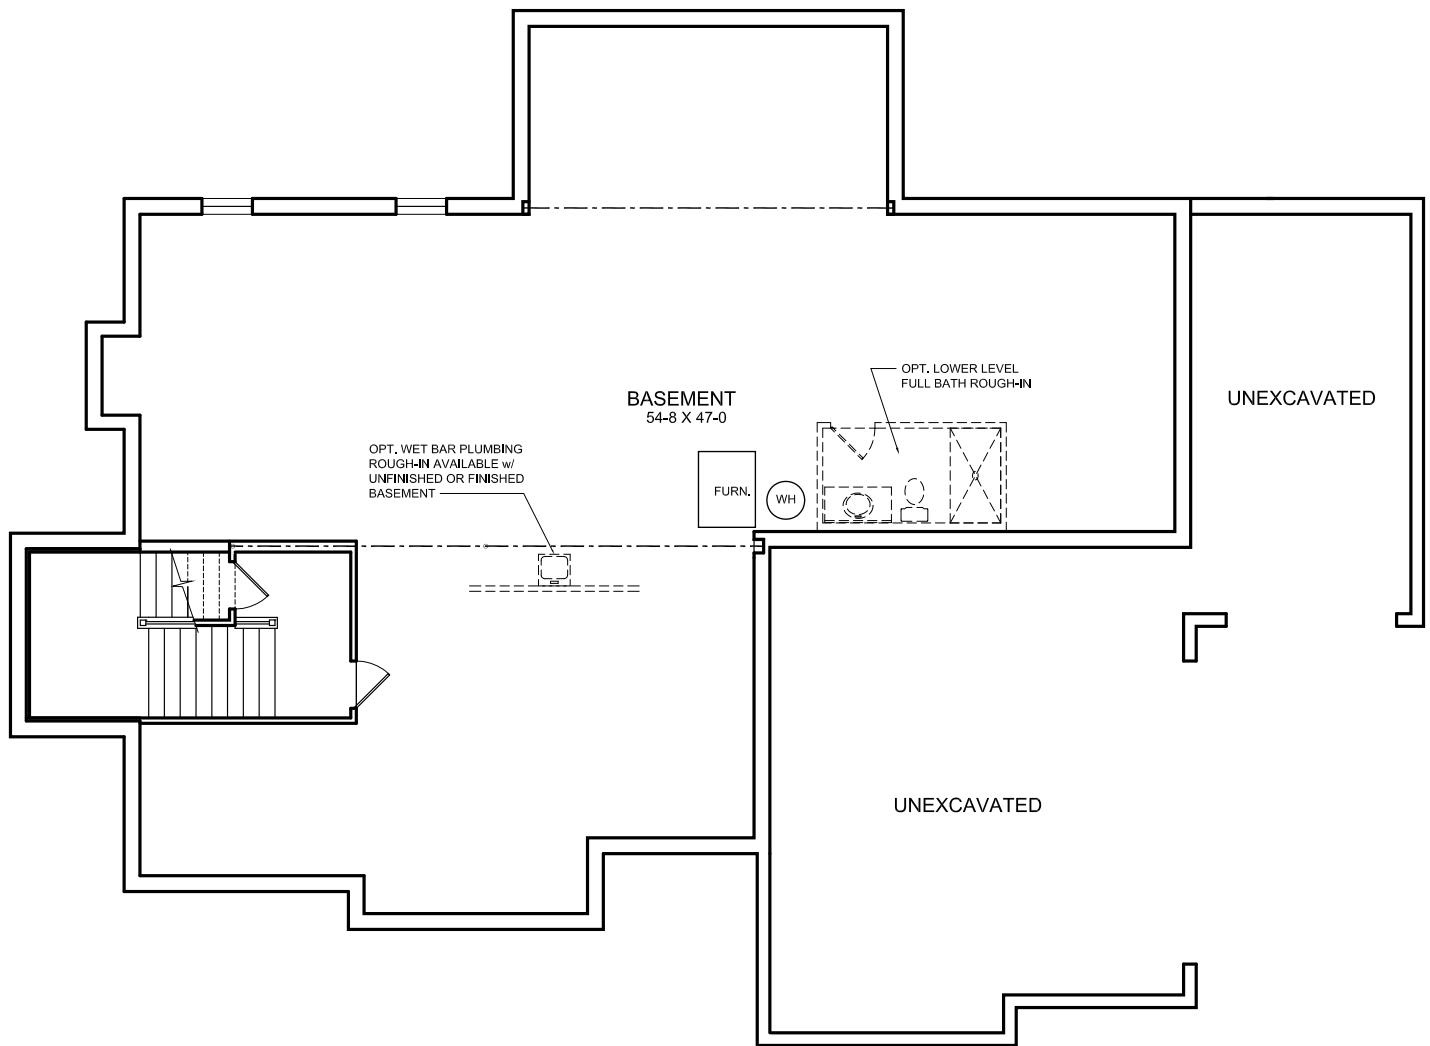 OPT. LOWER LEVEL
FULL BATH ROUGH-IN
BASEMENT
54-8 X 47-0
UNEXCAVATED
OPT. WET BAR PLUMBING
ROUGH-IN AVAILABLE w/
UNFINISHED OR FINISHED
BASEMENT
FURN.
WH
UNEXCAVATED